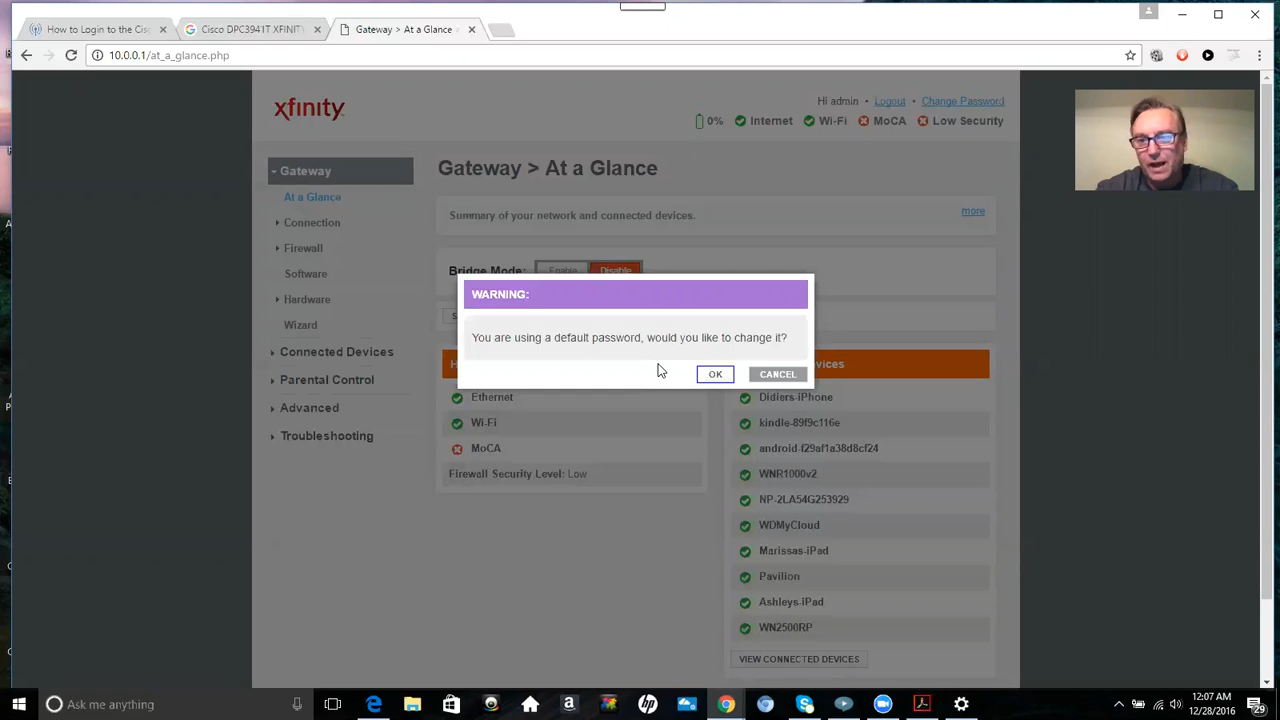 How to Login to the Cisc
Cisco DPC3941T XFINITY
Gateway > At a Glance
10.0.0.1/at_a_glance.php
xfinity
Hi admin • Logout • Change Password
0% Internet Wi-Fi MoCA Low Security
Gateway
At a Glance
Connection
Firewall
Software
Hardware
Wizard
Connected Devices
Parental Control
Advanced
Troubleshooting
Gateway > At a Glance
Summary of your network and connected devices.
more
Bridge Mode: Enable Disable
WARNING:
You are using a default password, would you like to change it?
OK CANCEL
Ethernet
Wi-Fi
MoCA
Firewall Security Level: Low
Didiers-iPhone
kindle-89f9c116e
android-f29af1a38d8cf24
WNR1000v2
NP-2LA54G253929
WDMyCloud
Marissas-iPad
Pavilion
Ashleys-iPad
WN2500RP
VIEW CONNECTED DEVICES
Ask me anything
12:07 AM
12/28/2016
29